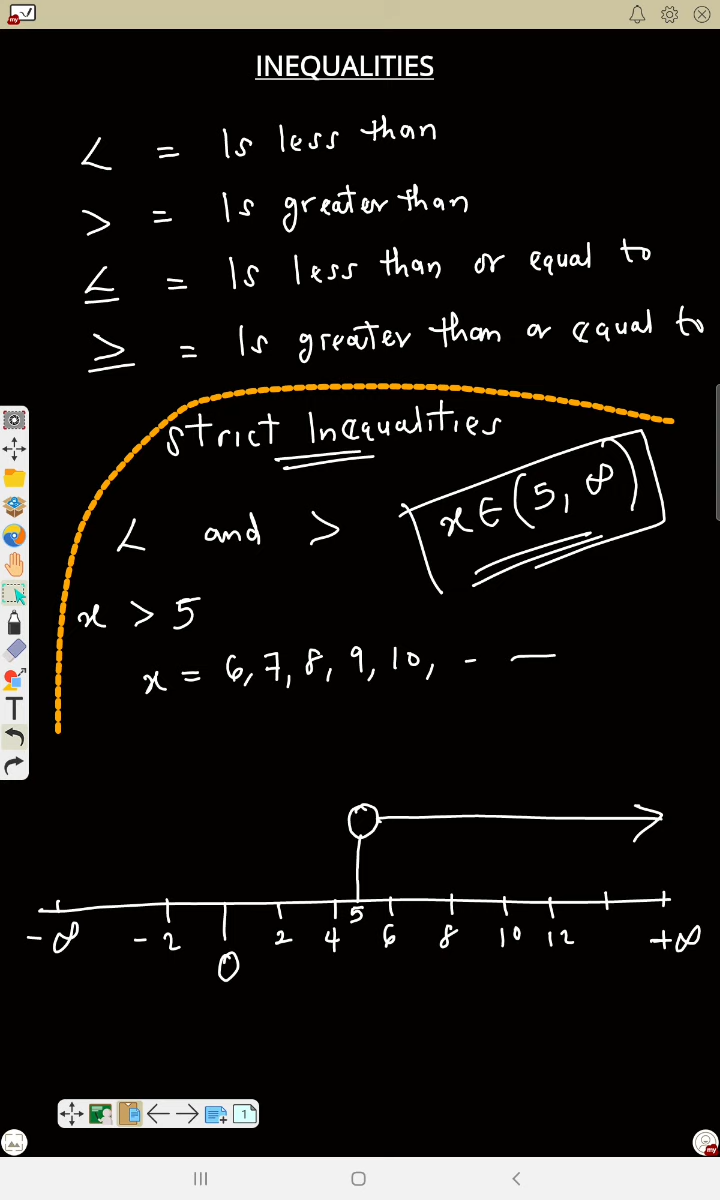 INEQUALITIES
< = Is less than
> = Is greater than
≤ = Is less than or equal to
≥ = Is greater than or equal to
Strict Inequalities
< and > x ∈ (5, ∞)
x > 5
x = 6, 7, 8, 9, 10, - —
-∞ -2 0 2 4 5 6 8 10 12 +∞
T
1